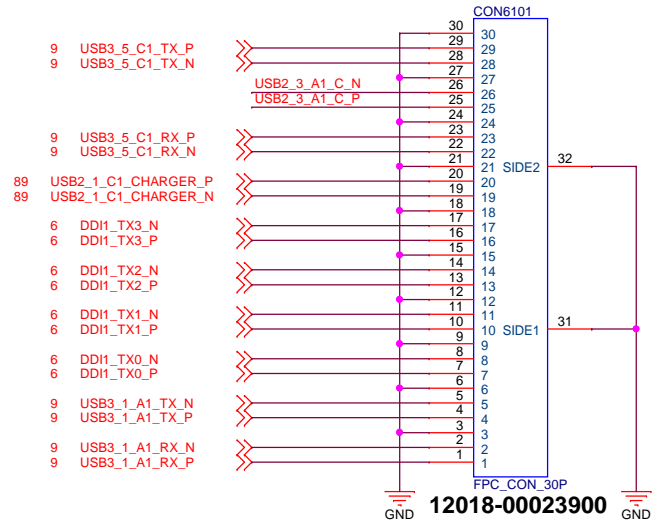 CON6101
30 30
9 USB3_5_C1_TX_P 29 29
9 USB3_5_C1_TX_N 28 28
27 27
USB2_3_A1_C_N 26 26
USB2_3_A1_C_P 25 25
24 24
9 USB3_5_C1_RX_P 23 23
9 USB3_5_C1_RX_N 22 22
21 21 SIDE2 32
89 USB2_1_C1_CHARGER_P 20 20
89 USB2_1_C1_CHARGER_N 19 19
18 18
6 DDI1_TX3_N 17 17
6 DDI1_TX3_P 16 16
15 15
6 DDI1_TX2_N 14 14
6 DDI1_TX2_P 13 13
12 12
6 DDI1_TX1_N 11 11
6 DDI1_TX1_P 10 10 SIDE1 31
9 9
6 DDI1_TX0_N 8 8
6 DDI1_TX0_P 7 7
6 6
9 USB3_1_A1_TX_N 5 5
9 USB3_1_A1_TX_P 4 4
3 3
9 USB3_1_A1_RX_N 2 2
9 USB3_1_A1_RX_P 1 1
FPC_CON_30P
GND 12018-00023900 GND